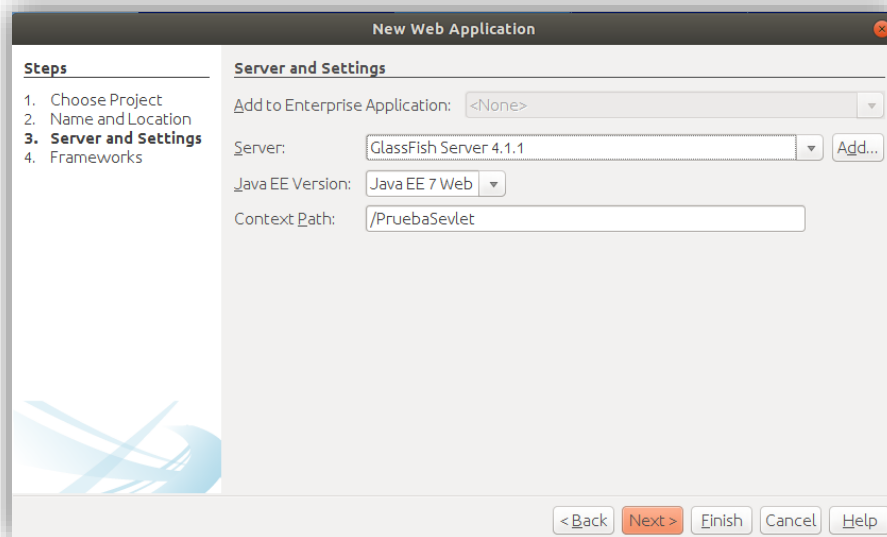 New Web Application
Steps
1. Choose Project
2. Name and Location
3. Server and Settings
4. Frameworks
Server and Settings
Add to Enterprise Application: <None>
Server: GlassFish Server 4.1.1 Add...
Java EE Version: Java EE 7 Web
Context Path: /PruebaSevlet
< Back Next > Finish Cancel Help